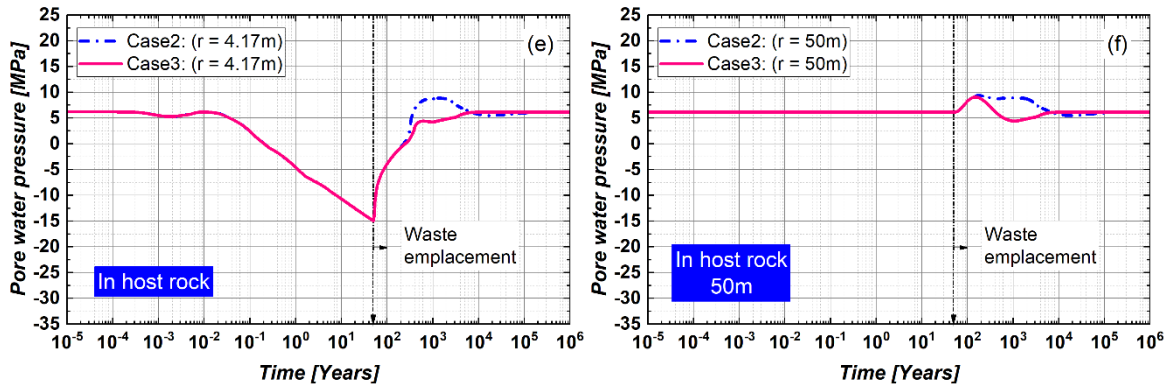 Pore water pressure [MPa]
25
20
15
10
5
0
-5
-10
-15
-20
-25
-30
-35
Case2: (r = 4.17m)
Case3: (r = 4.17m)
(e)
Waste
emplacement
In host rock
10-5
10-4
10-3
10-2
10-1
100
101
102
103
104
105
106
Time [Years]
Pore water pressure [MPa]
25
20
15
10
5
0
-5
-10
-15
-20
-25
-30
-35
Case2: (r = 50m)
Case3: (r = 50m)
(f)
Waste
emplacement
In host rock
50m
10-5
10-4
10-3
10-2
10-1
100
101
102
103
104
105
106
Time [Years]